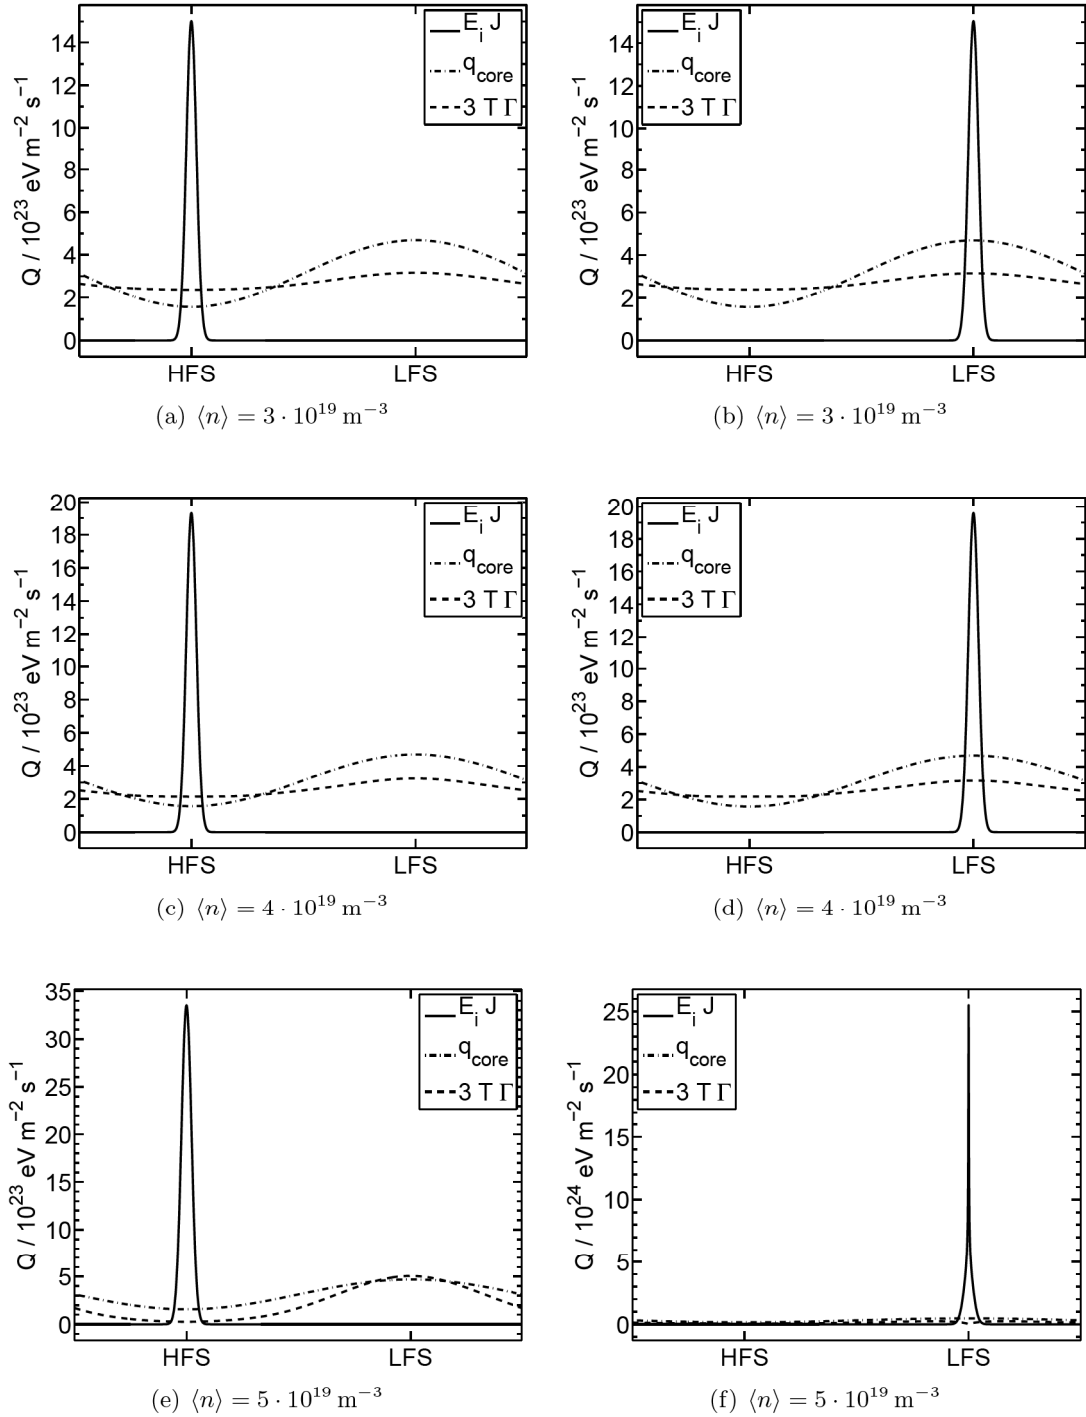 14
12
10
8
6
4
2
0
Q / 10^23 eV m^−2 s^−1
E_i J
q_core
3 T Γ
HFS LFS
(a) ⟨n⟩ = 3 · 10^19 m^−3
14
12
10
8
6
4
2
0
Q / 10^23 eV m^−2 s^−1
E_i J
q_core
3 T Γ
HFS LFS
(b) ⟨n⟩ = 3 · 10^19 m^−3
20
18
16
14
12
10
8
6
4
2
0
Q / 10^23 eV m^−2 s^−1
E_i J
q_core
3 T Γ
HFS LFS
(c) ⟨n⟩ = 4 · 10^19 m^−3
20
18
16
14
12
10
8
6
4
2
0
Q / 10^23 eV m^−2 s^−1
E_i J
q_core
3 T Γ
HFS LFS
(d) ⟨n⟩ = 4 · 10^19 m^−3
35
30
25
20
15
10
5
0
Q / 10^23 eV m^−2 s^−1
E_i J
q_core
3 T Γ
HFS LFS
(e) ⟨n⟩ = 5 · 10^19 m^−3
25
20
15
10
5
0
Q / 10^24 eV m^−2 s^−1
E_i J
q_core
3 T Γ
HFS LFS
(f) ⟨n⟩ = 5 · 10^19 m^−3